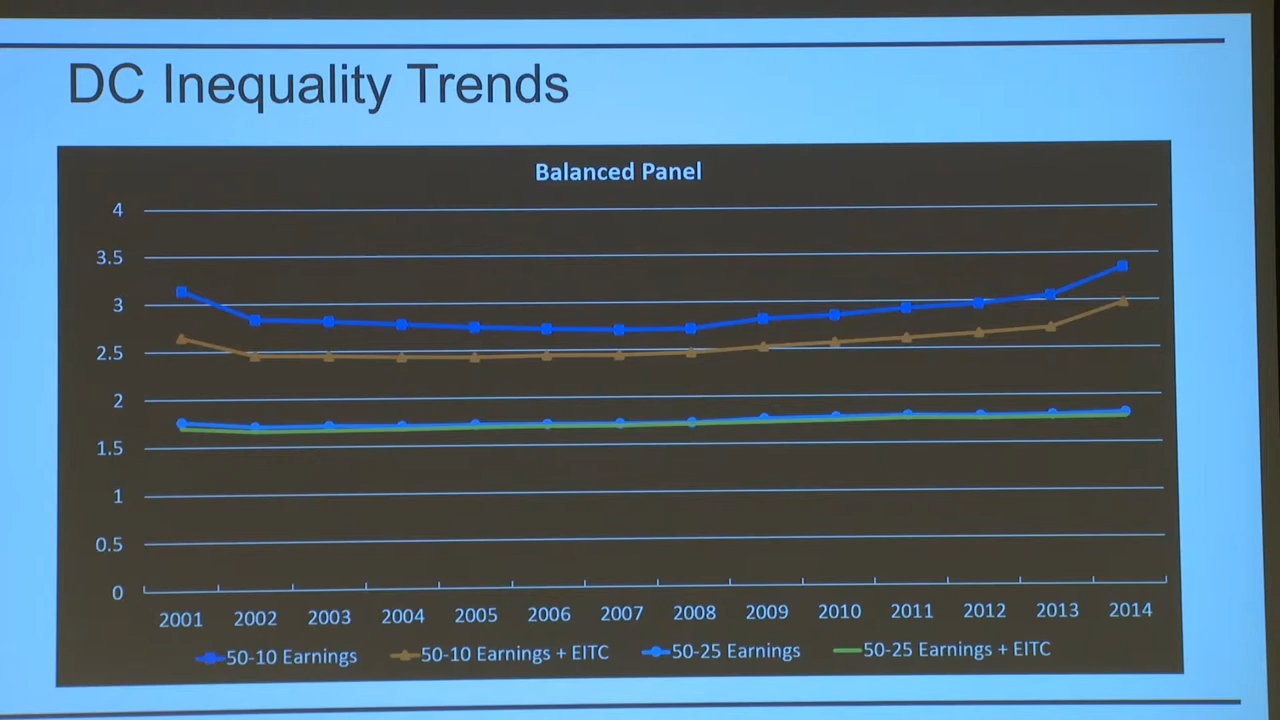 DC Inequality Trends
Balanced Panel
4
3.5
3
2.5
2
1.5
1
0.5
0
2001 2002 2003 2004 2005 2006 2007 2008 2009 2010 2011 2012 2013 2014
50-10 Earnings 50-10 Earnings + EITC 50-25 Earnings 50-25 Earnings + EITC